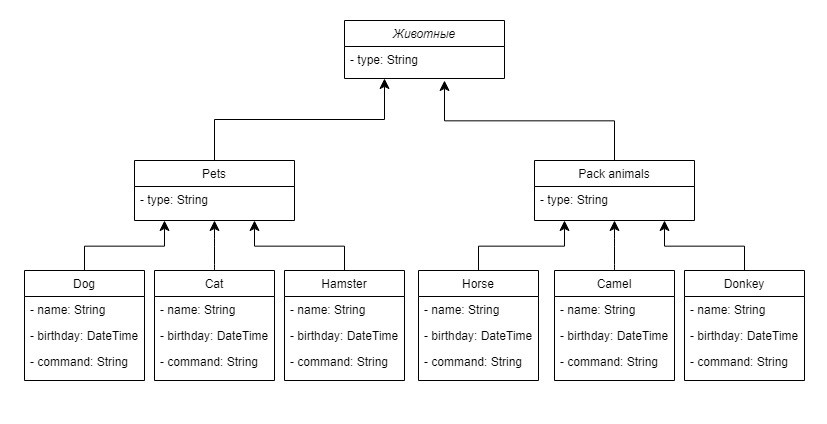 Животные
- type: String
Pets
- type: String
Pack animals
- type: String
Dog
- name: String
- birthday: DateTime
- command: String
Cat
- name: String
- birthday: DateTime
- command: String
Hamster
- name: String
- birthday: DateTime
- command: String
Horse
- name: String
- birthday: DateTime
- command: String
Camel
- name: String
- birthday: DateTime
- command: String
Donkey
- name: String
- birthday: DateTime
- command: String